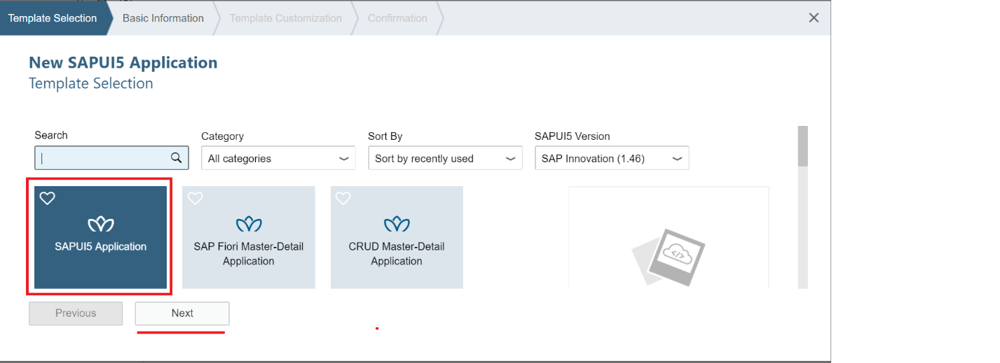 Template Selection
Basic Information
Template Customization
Confirmation
New SAPUI5 Application
Template Selection
Search
Category
Sort By
SAPUI5 Version
All categories
Sort by recently used
SAP Innovation (1.46)
SAPUI5 Application
SAP Fiori Master-Detail
Application
CRUD Master-Detail
Application
</>
Previous
Next